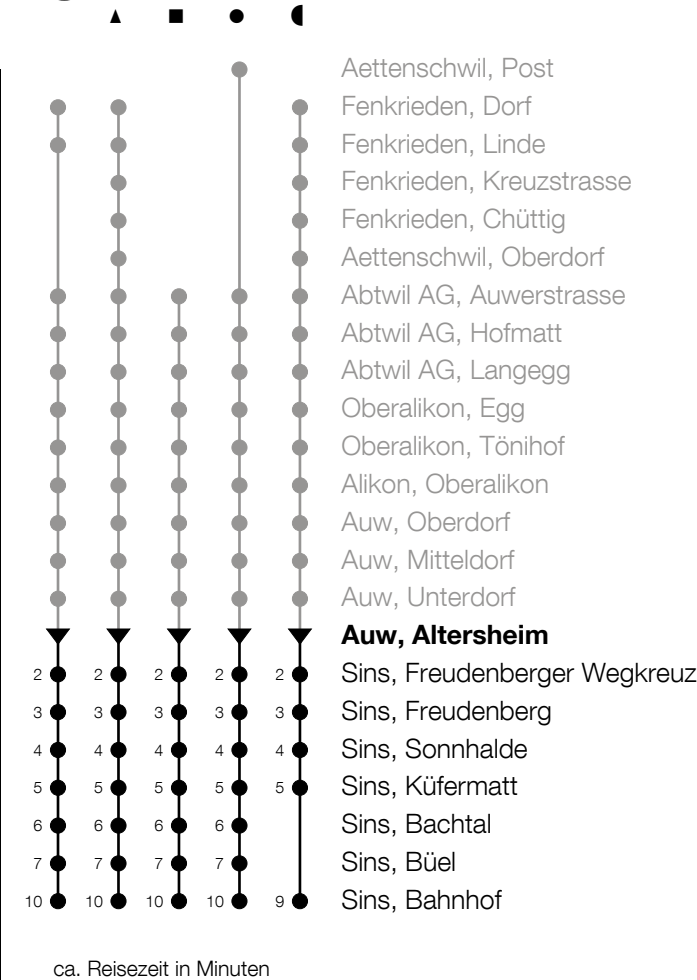 Aettenschwil, Post
Fenkrieden, Dorf
Fenkrieden, Linde
Fenkrieden, Kreuzstrasse
Fenkrieden, Chüttig
Aettenschwil, Oberdorf
Abtwil AG, Auwerstrasse
Abtwil AG, Hofmatt
Abtwil AG, Langegg
Oberalikon, Egg
Oberalikon, Tönihof
Alikon, Oberalikon
Auw, Oberdorf
Auw, Mitteldorf
Auw, Unterdorf
Auw, Altersheim
2 2 2 2 2 Sins, Freudenberger Wegkreuz
3 3 3 3 3 Sins, Freudenberg
4 4 4 4 4 Sins, Sonnhalde
5 5 5 5 5 Sins, Küfermatt
6 6 6 6 Sins, Bachtal
7 7 7 7 Sins, Büel
10 10 10 10 9 Sins, Bahnhof
ca. Reisezeit in Minuten